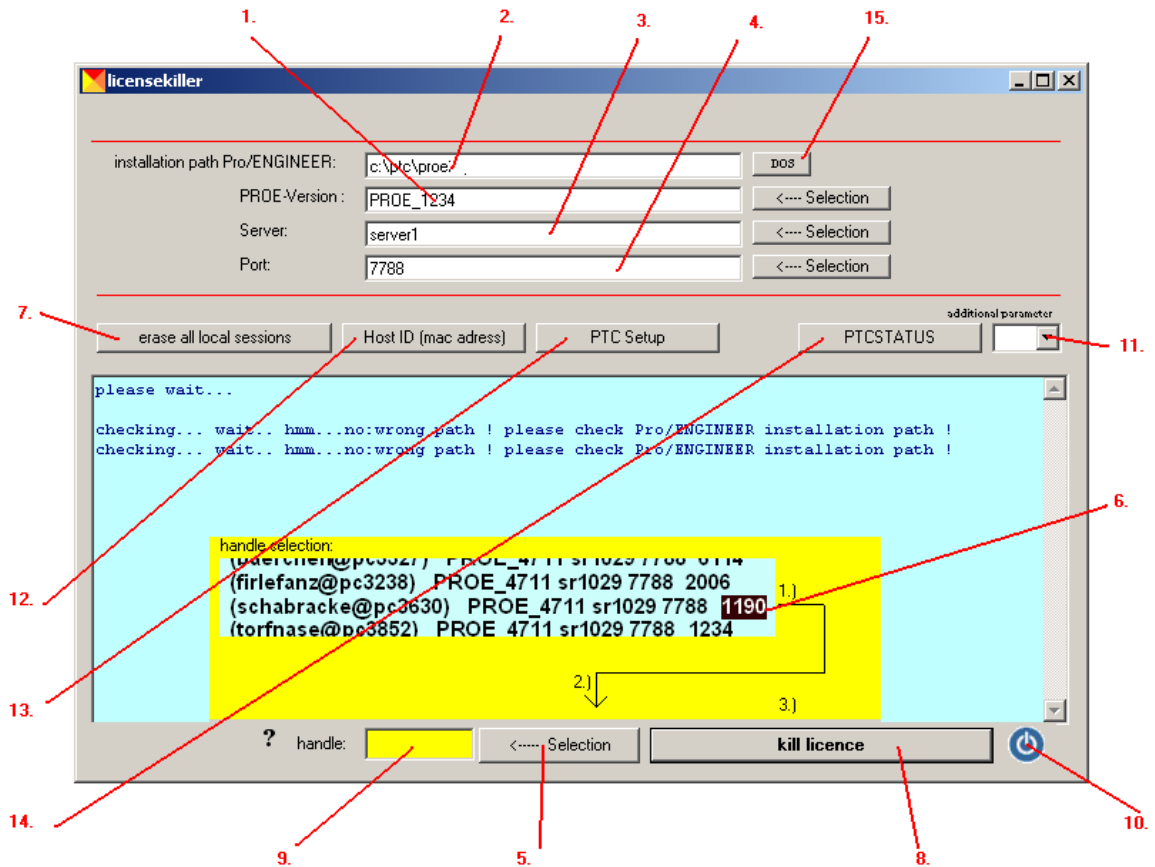 1.
2.
3.
4.
15.
licensekiller
installation path Pro/ENGINEER:
c:\ptc\proe
DOS
PROE-Version :
PROE_1234
<---- Selection
Server:
server1
<---- Selection
Port:
7788
<---- Selection
7.
additional parameter
erase all local sessions
Host ID (mac adress)
PTC Setup
PTCSTATUS
11.
please wait...
checking... wait.. hmm...no:wrong path ! please check Pro/ENGINEER installation path !
checking... wait.. hmm...no:wrong path ! please check Pro/ENGINEER installation path !
6.
handle selection:
PROE_4711 sr1029 7788
(firlefanz@pc3238) PROE_4711 sr1029 7788 2006
1.)
(schabracke@pc3630) PROE_4711 sr1029 7788 1190
(torfnase@pc3852) PROE_4711 sr1029 7788 1234
12.
2.)
3.)
13.
? handle:
<----- Selection
kill licence
14.
9.
5.
8.
10.